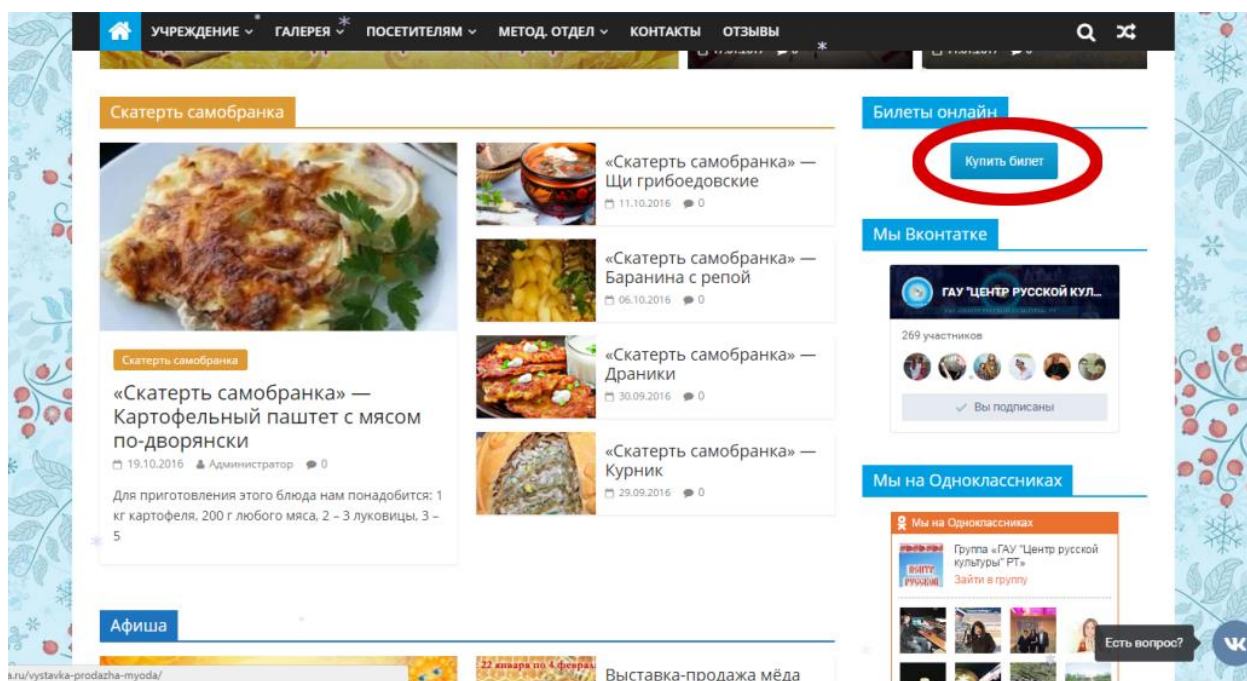 УЧРЕЖДЕНИЕ ГАЛЕРЕЯ ПОСЕТИТЕЛЯМ МЕТОД. ОТДЕЛ КОНТАКТЫ ОТЗЫВЫ
Скатерть самобранка
«Скатерть самобранка» —
Щи грибоедовские
11.10.2016 0
«Скатерть самобранка» —
Баранина с репой
06.10.2016 0
«Скатерть самобранка» —
Драники
30.09.2016 0
«Скатерть самобранка» —
Курник
29.09.2016 0
Скатерть самобранка
«Скатерть самобранка» —
Картофельный паштет с мясом
по-дворянски
19.10.2016 Администратор 0
Для приготовления этого блюда нам понадобится: 1
кг картофеля, 200 г любого мяса, 2 – 3 луковицы, 3 –
5
Афиша
22 января по 4
Выставка-продажа мёда
Билеты онлайн
Купить билет
Мы Вконтатке
ГАУ "ЦЕНТР РУССКОЙ КУЛ...
269 участников
Вы подписаны
Мы на Одноклассниках
Мы на Одноклассниках
Группа «ГАУ "Центр русской
культуры" РТ»
Зайти в группу
Есть вопрос?
a.ru/vystavka-prodazha-myoda/